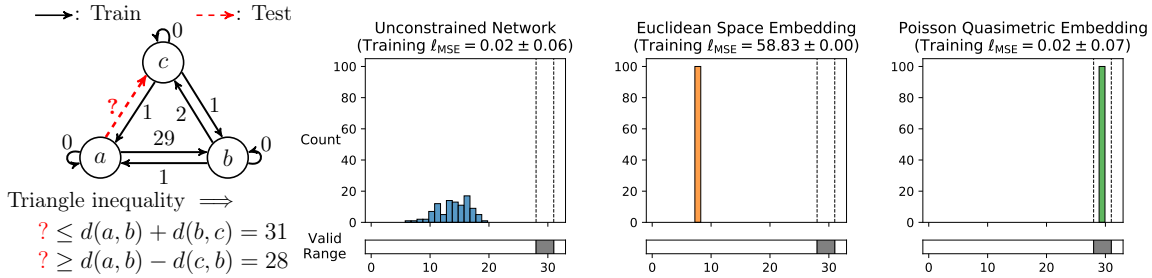 : Train : Test
0
c
?
1
2
1
0
29
0
a
b
1
Triangle inequality ⟹
? ≤ d(a, b) + d(b, c) = 31
? ≥ d(a, b) − d(c, b) = 28
Unconstrained Network
(Training ℓMSE = 0.02 ± 0.06)
100
80
60
Count
40
20
0
Valid
Range
0 10 20 30
Euclidean Space Embedding
(Training ℓMSE = 58.83 ± 0.00)
100
80
60
40
20
0
0 10 20 30
Poisson Quasimetric Embedding
(Training ℓMSE = 0.02 ± 0.07)
100
80
60
40
20
0
0 10 20 30